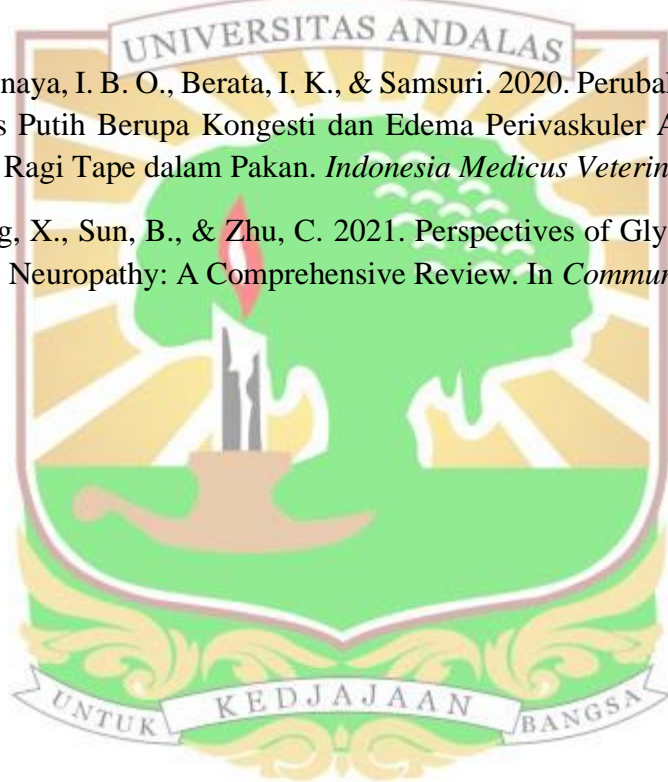 UNIVERSITAS ANDALAS
naya, I. B. O., Berata, I. K., & Samsuri. 2020. Perubal
s Putih Berupa Kongesti dan Edema Perivaskuler A
Ragi Tape dalam Pakan. Indonesia Medicus Veterin
g, X., Sun, B., & Zhu, C. 2021. Perspectives of Gly
Neuropathy: A Comprehensive Review. In Commun
UNTUK KEDJAJAAN BANGSA